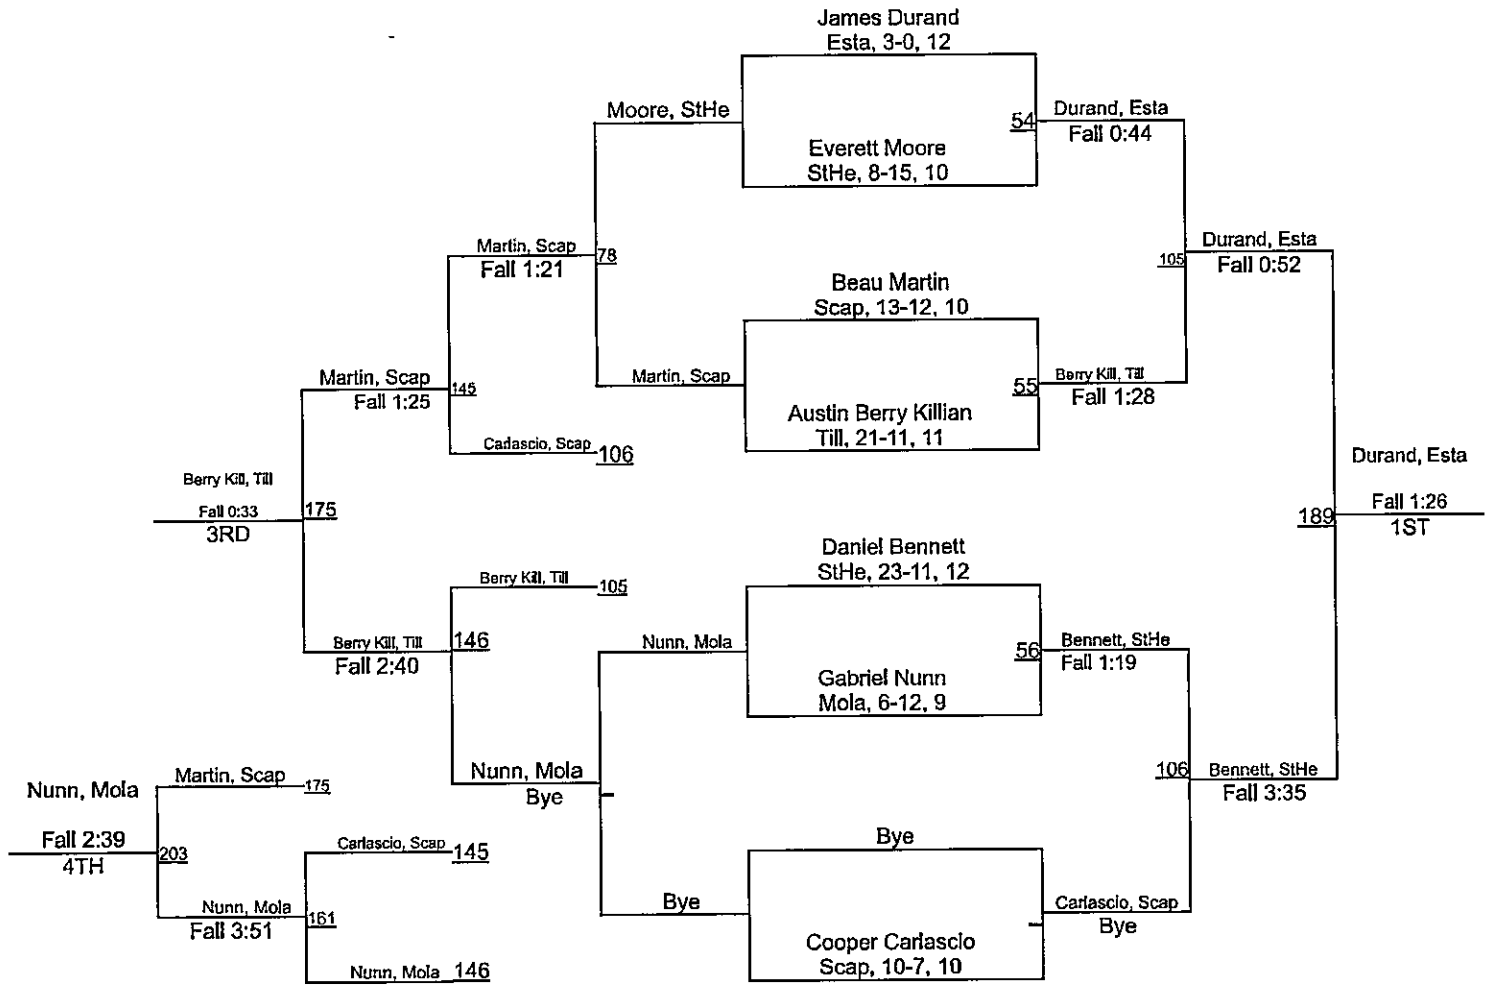 James Durand
Esta, 3-0, 12
Moore, StHe
54
Durand, Esta
Fall 0:44
Everett Moore
StHe, 8-15, 10
Martin, Scap
Fall 1:21
78
Durand, Esta
Fall 0:52
105
Beau Martin
Scap, 13-12, 10
Martin, Scap
Fall 1:25
145
Martin, Scap
55
Berry Kill, Till
Fall 1:28
Austin Berry Killian
Till, 21-11, 11
Carlascio, Scap
106
Durand, Esta
Fall 1:26
1ST
189
Berry Kill, Till
Fall 0:33
3RD
175
Daniel Bennett
StHe, 23-11, 12
Berry Kill, Till
105
Berry Kill, Till
Fall 2:40
146
Nunn, Mola
56
Bennett, StHe
Fall 1:19
Gabriel Nunn
Mola, 6-12, 9
Nunn, Mola
Bye
106
Bennett, StHe
Fall 3:35
Nunn, Mola
Fall 2:39
4TH
Martin, Scap
175
203
Carlascio, Scap
145
Bye
Nunn, Mola
Fall 3:51
161
Bye
Carlascio, Scap
Bye
Cooper Carlascio
Scap, 10-7, 10
Nunn, Mola
146